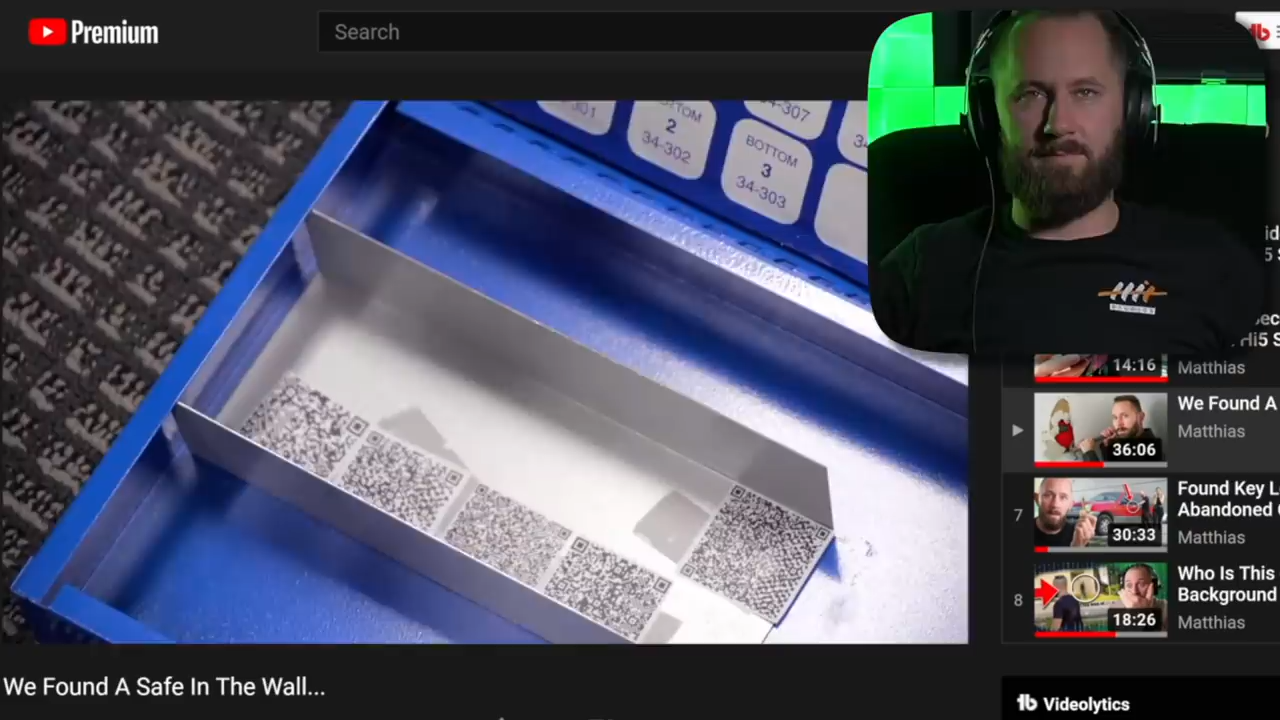 Premium
Search
BOTTOM
2
34-302
34-307
BOTTOM
3
34-303
14:16
Matthias
We Found A
Matthias
36:06
7
Found Key L
Abandoned
Matthias
30:33
8
Who Is This
Background
Matthias
18:26
We Found A Safe In The Wall...
Videolytics